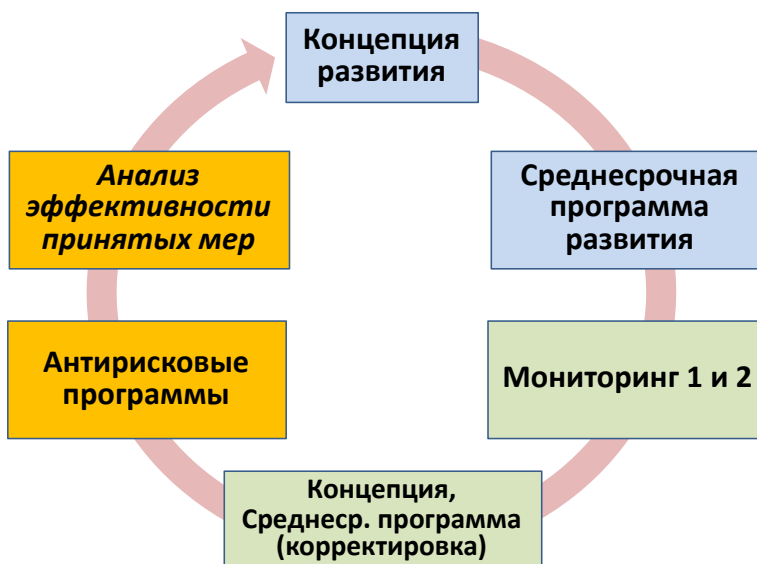 Концепция
развития
Среднесрочная
программа
развития
Мониторинг 1 и 2
Концепция,
Среднеср. программа
(корректировка)
Антирисковые
программы
Анализ
эффективности
принятых мер